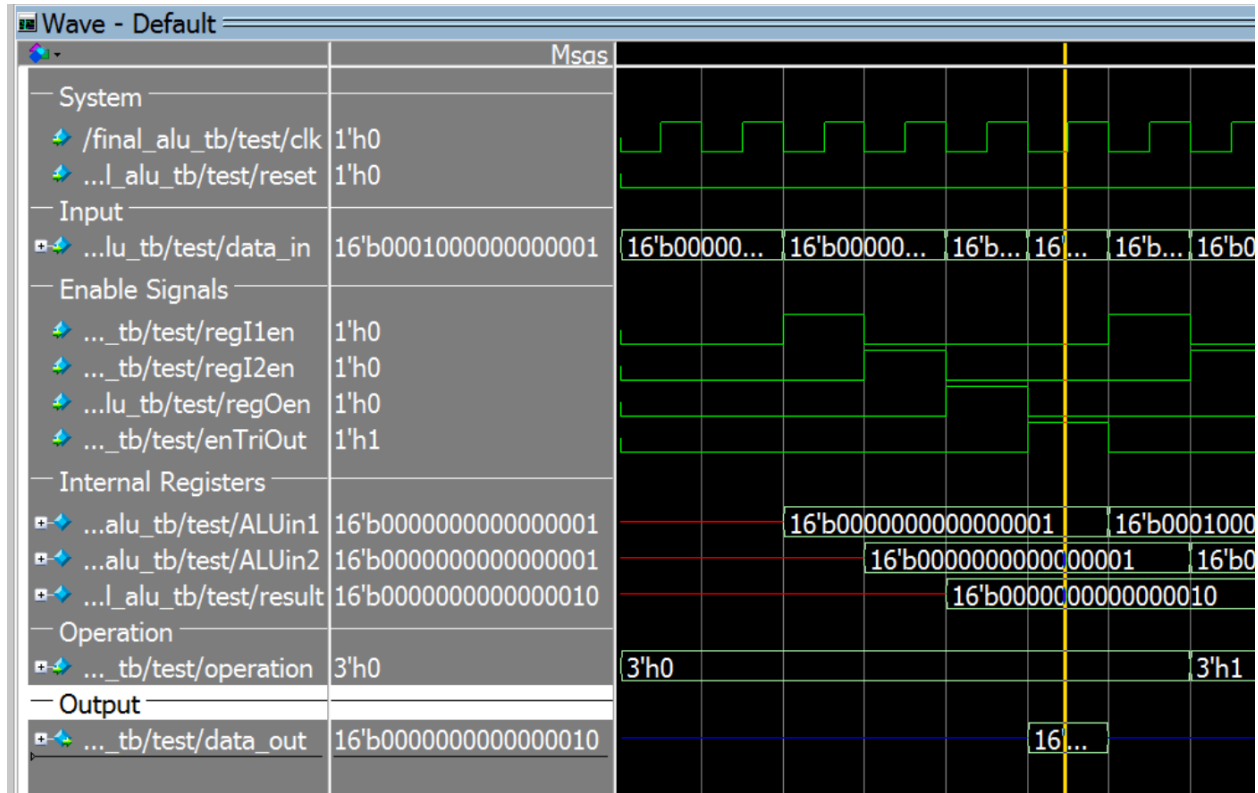 Wave - Default
Msgs
System
/final_alu_tb/test/clk 1'h0
...l_alu_tb/test/reset 1'h0
Input
...lu_tb/test/data_in 16'b0001000000000001 16'b00000... 16'b00000... 16'b... 16'... 16'b... 16'b0
Enable Signals
..._tb/test/regI1en 1'h0
..._tb/test/regI2en 1'h0
...lu_tb/test/regOen 1'h0
..._tb/test/enTriOut 1'h1
Internal Registers
...alu_tb/test/ALUin1 16'b0000000000000001 16'b0000000000000001 16'b0001000
...alu_tb/test/ALUin2 16'b0000000000000001 16'b0000000000000001 16'b0
...l_alu_tb/test/result 16'b0000000000000010 16'b0000000000000010
Operation
..._tb/test/operation 3'h0 3'h0 3'h1
Output
..._tb/test/data_out 16'b0000000000000010 16'...